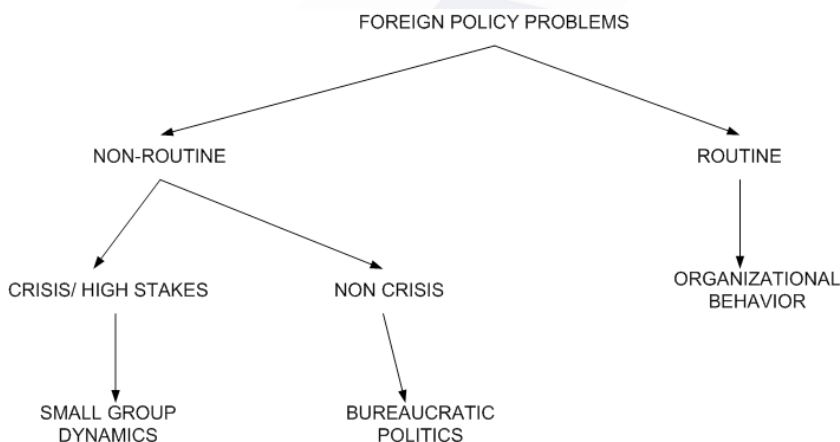 FOREIGN POLICY PROBLEMS
NON-ROUTINE
ROUTINE
CRISIS/ HIGH STAKES
NON CRISIS
ORGANIZATIONAL
BEHAVIOR
SMALL GROUP
DYNAMICS
BUREAUCRATIC
POLITICS